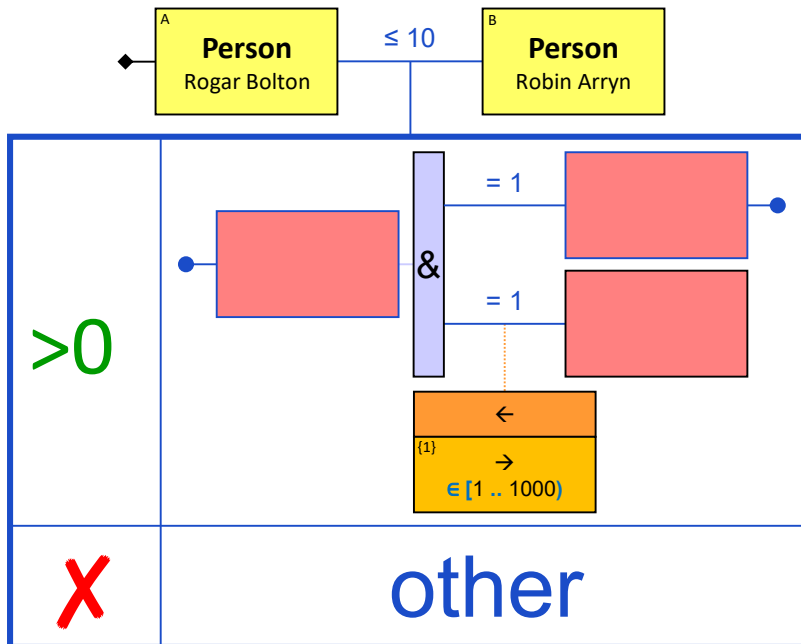 A
Person
Rogar Bolton
≤ 10
B
Person
Robin Arryn
>0
= 1
&
= 1
←
{1}
→
∈ [1 .. 1000)
✗
other